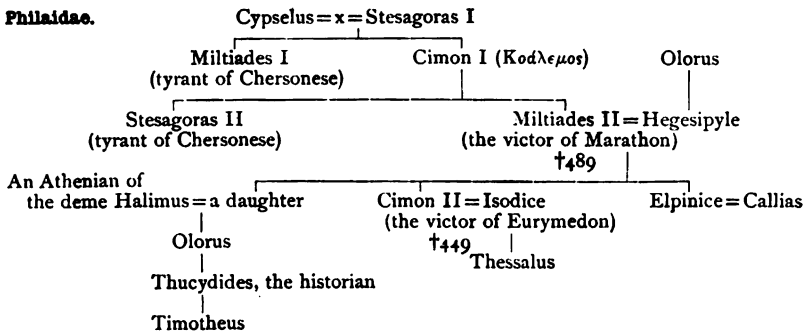 Philaidae. Cypselus=x=Stesagoras I
Miltiades I Cimon I (Κοάλεμος) Olorus
(tyrant of Chersonese)
Stesagoras II Miltiades II=Hegesipyle
(tyrant of Chersonese) (the victor of Marathon)
†489
An Athenian of
the deme Halimus=a daughter Cimon II=Isodice Elpinice=Callias
(the victor of Eurymedon)
Olorus †449
Thessalus
Thucydides, the historian
Timotheus